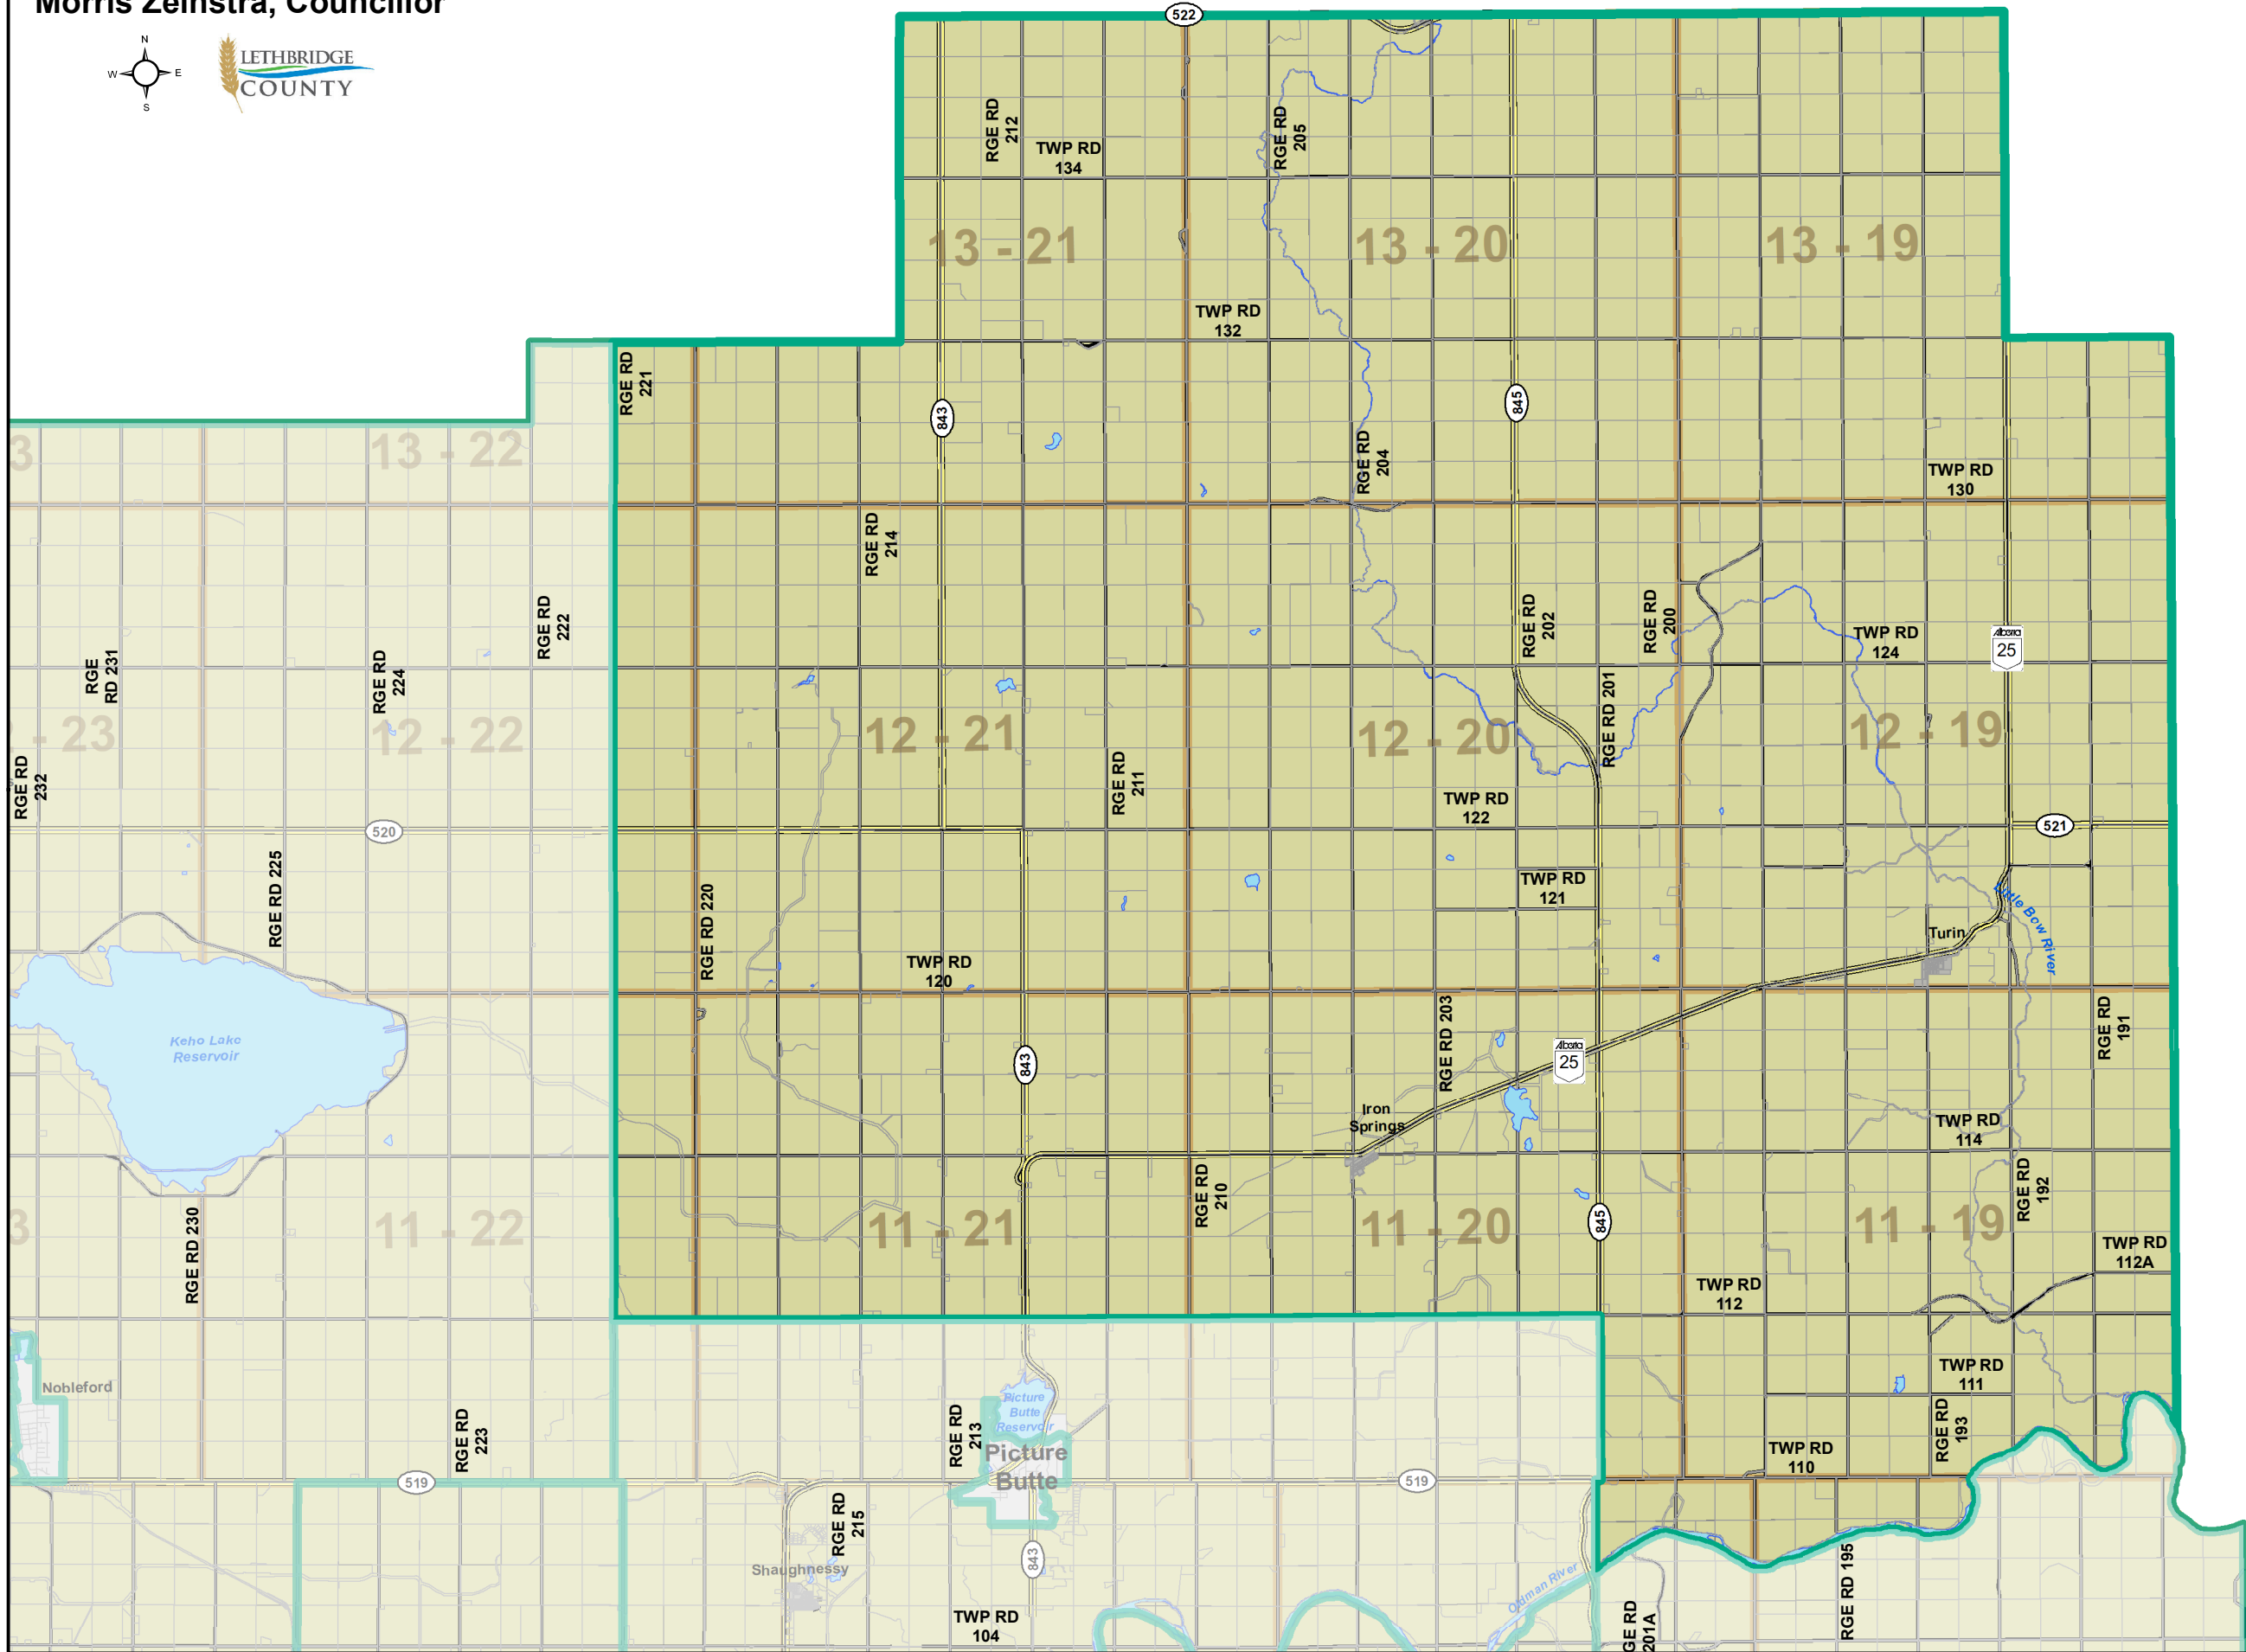 Morris Zeinstra, Councillor
N
W
E
S
LETHBRIDGE
COUNTY
522
RGE RD
212
TWP RD
134
RGE RD
205
13 - 21
13 - 20
13 - 19
TWP RD
132
RGE RD
221
843
845
13 - 22
RGE RD
204
TWP RD
130
RGE RD
214
RGE RD
222
RGE RD
202
RGE RD
200
TWP RD
124
Alberta
25
RGE
RD 231
RGE RD
224
RGE RD 201
- 23
12 - 22
12 - 21
12 - 20
12 - 19
RGE RD
232
RGE RD
211
TWP RD
122
520
521
RGE RD 225
RGE RD 220
TWP RD
121
Little Bow River
Turin
TWP RD
120
Keho Lake
Reservoir
843
RGE RD 203
Alberta
25
RGE RD
191
Iron
Springs
TWP RD
114
RGE RD
210
RGE RD
192
RGE RD 230
11 - 22
11 - 21
11 - 20
845
11 - 19
TWP RD
112A
TWP RD
112
Nobleford
TWP RD
111
RGE RD
223
RGE RD
213
Picture
Butte
Reservoir
Picture
Butte
RGE RD
193
TWP RD
110
519
519
RGE RD
215
Shaughnessy
843
Oldman River
RGE RD 195
TWP RD
104
GE RD
201A